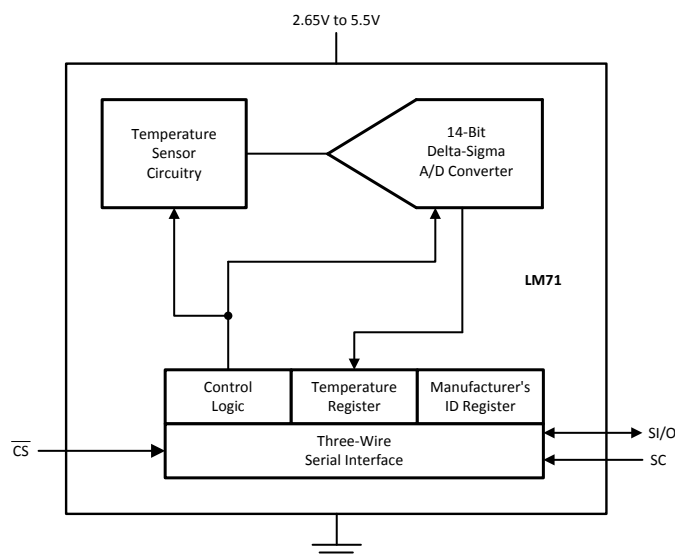 2.65V to 5.5V
Temperature
Sensor
Circuitry
14-Bit
Delta-Sigma
A/D Converter
LM71
Control
Logic
Temperature
Register
Manufacturer's
ID Register
Three-Wire
Serial Interface
CS
SI/O
SC